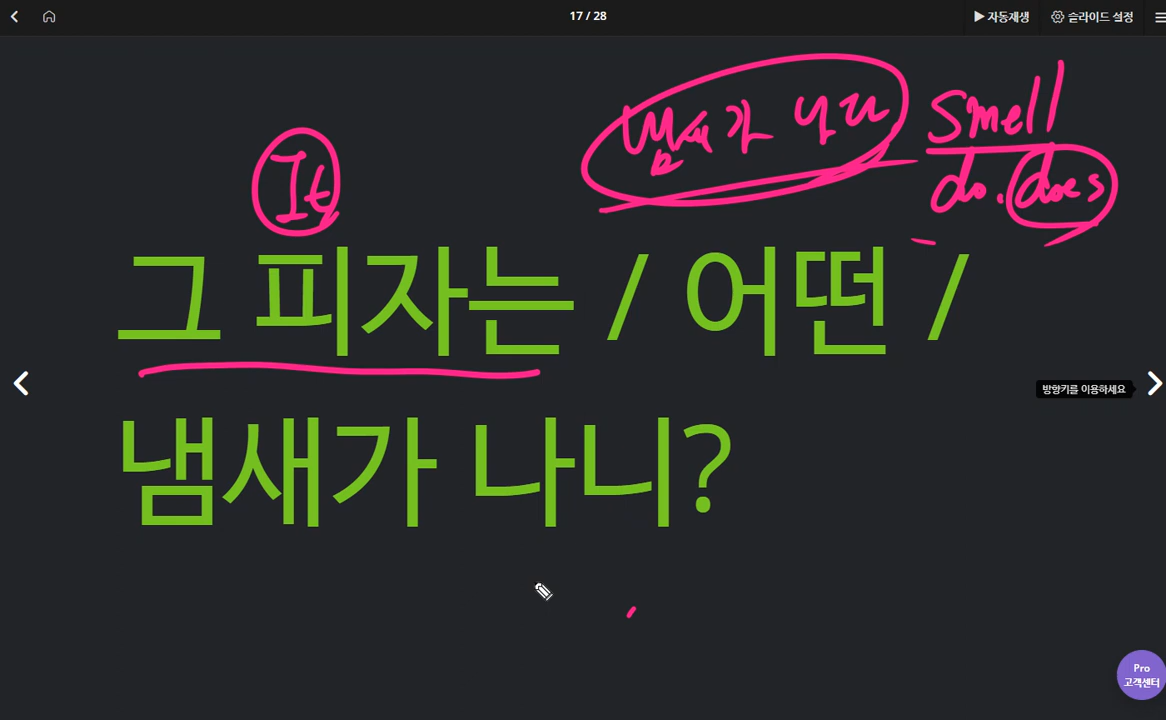 17 / 28
자동재생
슬라이드 설정
냄새가 나니
smell
It
do. does
그 피자는 / 어떤 /
방향키를 이용하세요
냄새가 나니?
Pro
고객센터